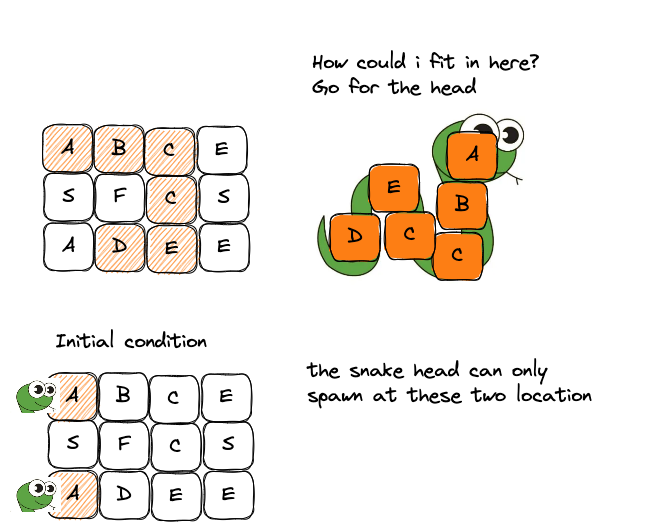 How could i fit in here?
Go for the head
A B C E
S F C S
A D E E
A
E B
D C C
Initial condition
A B C E
S F C S
A D E E
the snake head can only
spawn at these two location